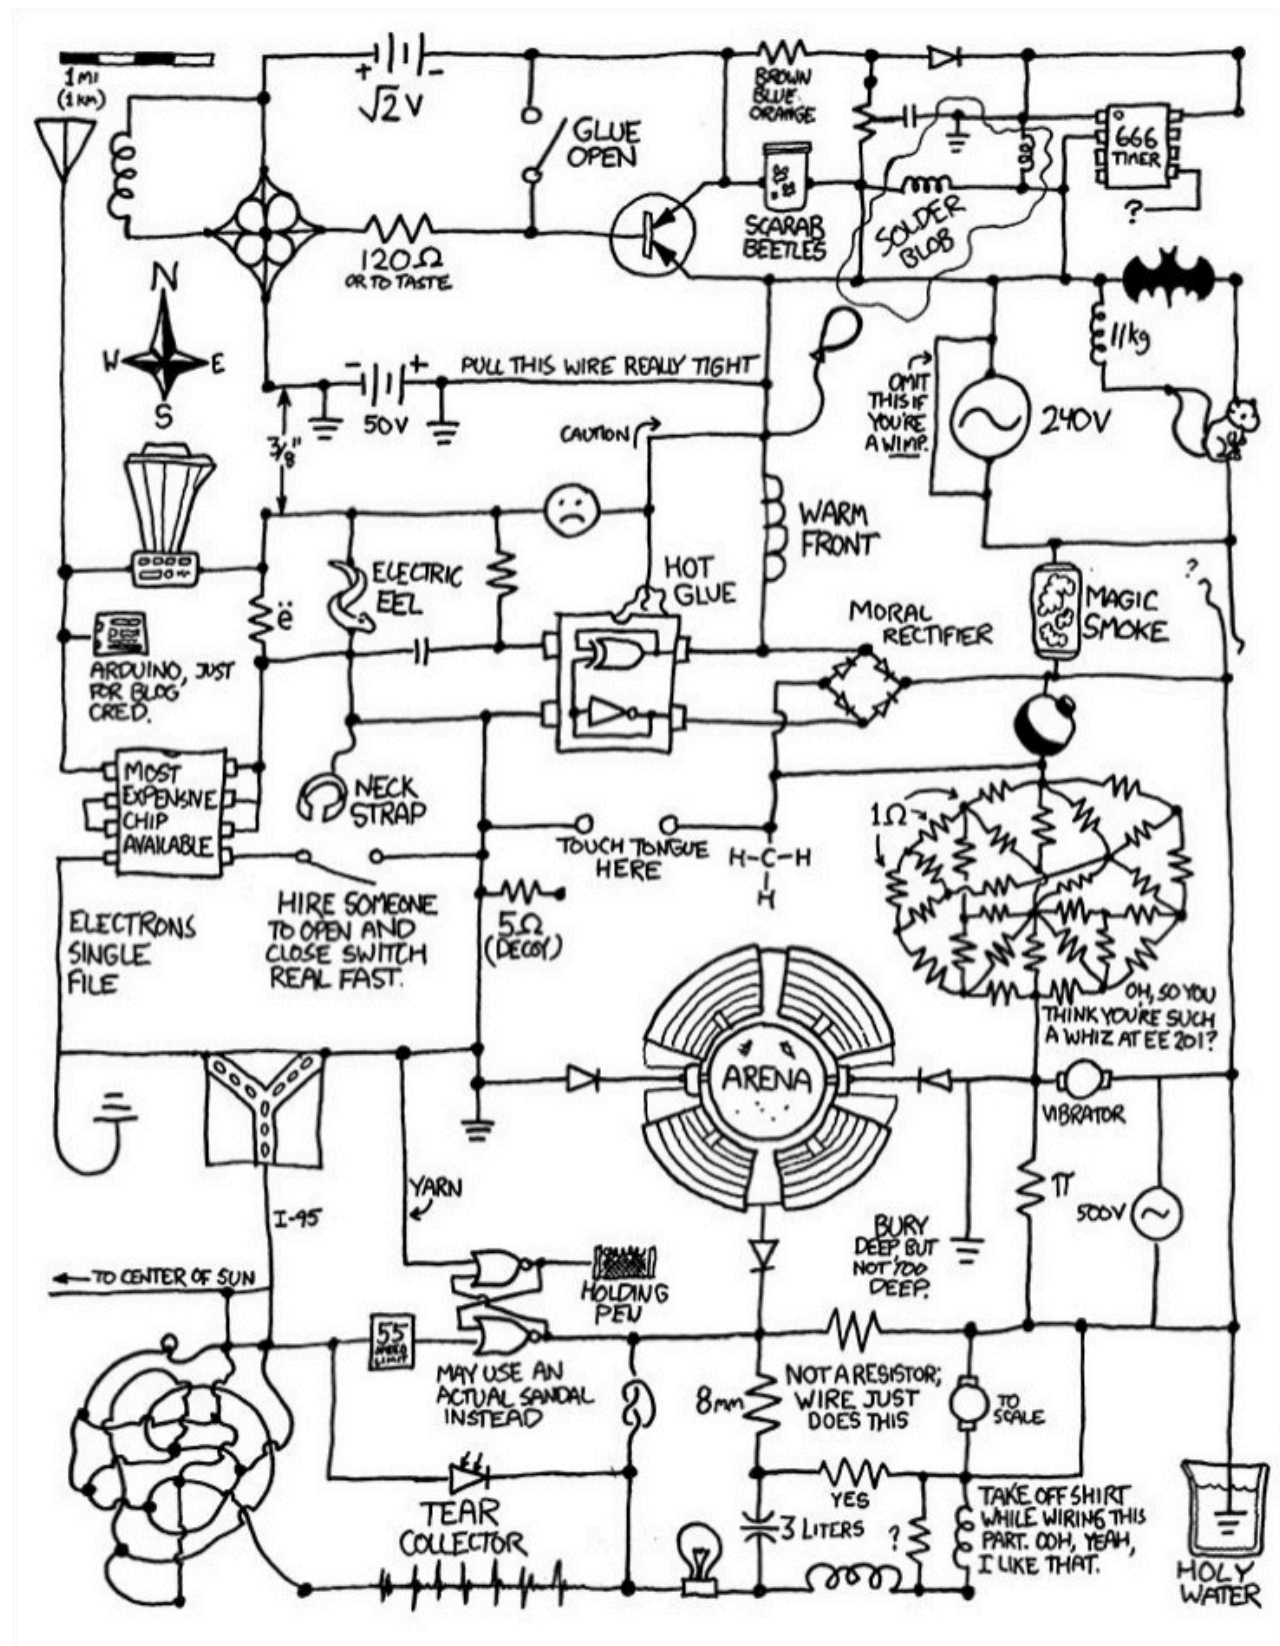 1 MI
(1 KM)
+
-
√2 V
GLUE
OPEN
BROWN
BLUE
ORANGE
666
TIMER
?
SCARAB
BEETLES
SOLDER
BLOB
120Ω
OR TO TASTE
N
W
E
S
-
+
50V
PULL THIS WIRE REALLY TIGHT
3/8"
CAUTION
OMIT
THIS IF
YOU'RE
A WIMP.
240V
11kg
WARM
FRONT
ELECTRIC
EEL
ë
HOT
GLUE
MORAL
RECTIFIER
MAGIC
SMOKE
?
ARDUINO, JUST
FOR BLOG
CRED.
MOST
EXPENSIVE
CHIP
AVAILABLE
NECK
STRAP
TOUCH TONGUE
HERE
H-C-H
H
1Ω
HIRE SOMEONE
TO OPEN AND
CLOSE SWITCH
REAL FAST.
5Ω
(DECOY)
ELECTRONS
SINGLE
FILE
OH, SO YOU
THINK YOU'RE SUCH
A WHIZ AT EE 201?
ARENA
VIBRATOR
π
500V
YARN
I-95
BURY
DEEP, BUT
NOT TOO
DEEP.
TO CENTER OF SUN
HOLDING
PEN
55
SPEED
LIMIT
MAY USE AN
ACTUAL SANDAL
INSTEAD
8mm
NOT A RESISTOR;
WIRE JUST
DOES THIS
TO
SCALE
YES
TEAR
COLLECTOR
3 LITERS
?
TAKE OFF SHIRT
WHILE WIRING THIS
PART. OOH, YEAH,
I LIKE THAT.
HOLY
WATER